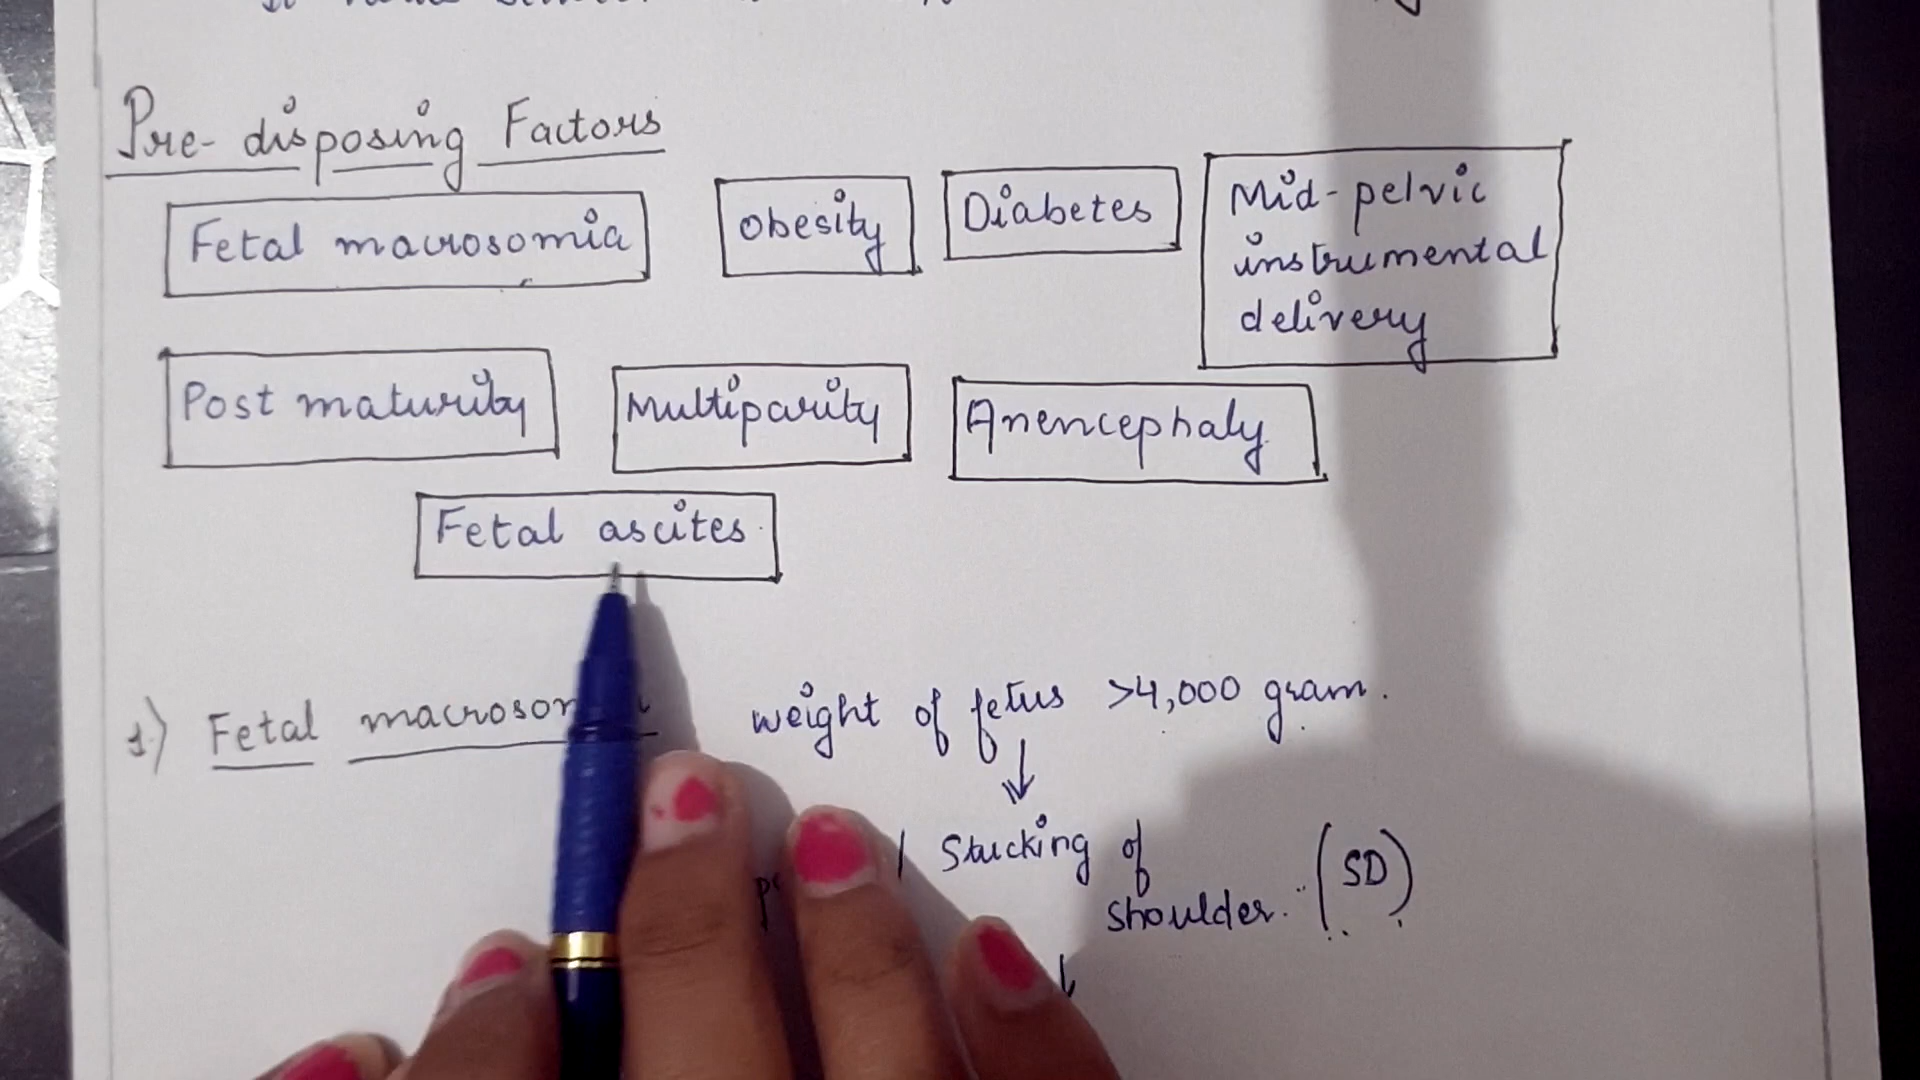 Pre-disposing Factors
Fetal macrosomia
Obesity
Diabetes
Mid-pelvic
instrumental
delivery
Post maturity
Multiparity
Anencephaly
Fetal ascites
1.) Fetal weight of fetus >4,000 gram.
↓
Stucking of
shoulder. (SD)